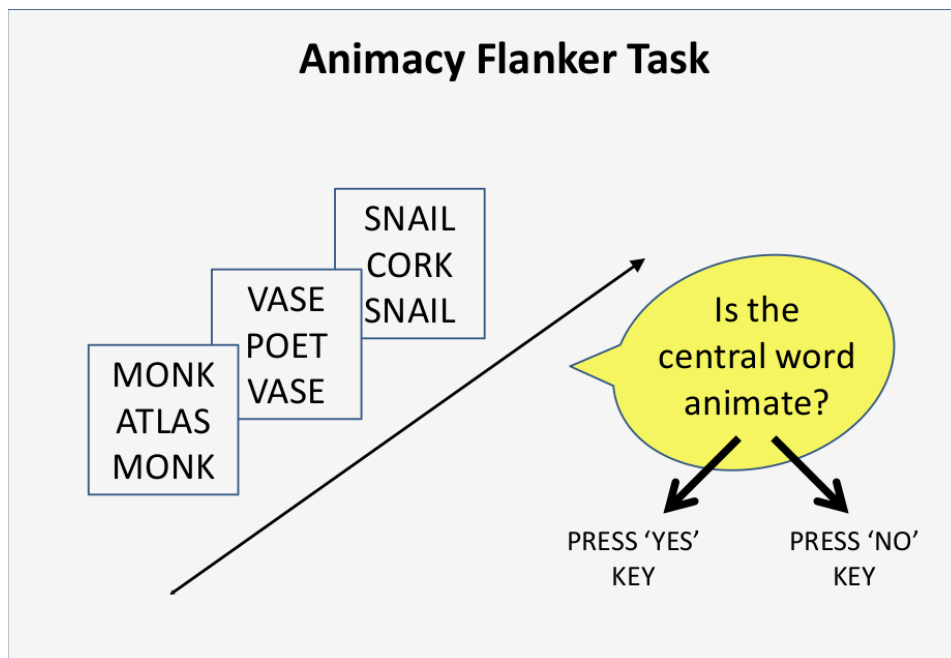 Animacy Flanker Task
SNAIL
CORK
SNAIL
VASE
POET
VASE
MONK
ATLAS
MONK
Is the
central word
animate?
PRESS ‘YES’
KEY
PRESS ‘NO’
KEY